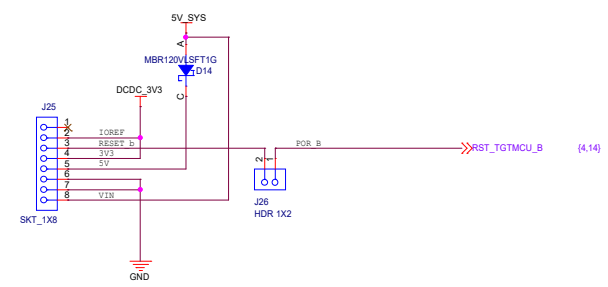 5V_SYS
A
MBR120VLSFT1G
D14
C
DCDC_3V3
J25
1
2 IOREF
3 RESET_b
4 3V3
5 5V
6
7
8 VIN
SKT_1X8
2 1
POR_B
RST_TGTMCU_B {4,14}
J26
HDR 1X2
GND